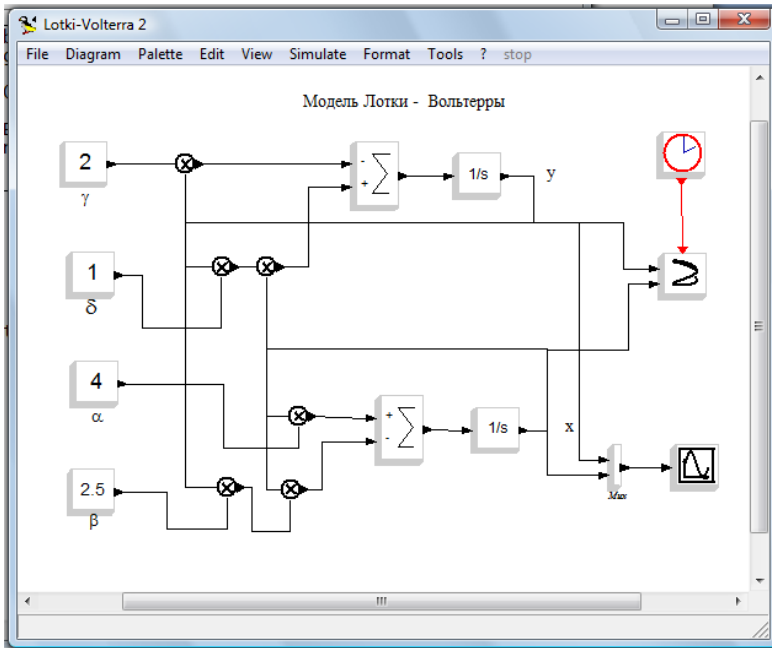 Lotki-Volterra 2
File Diagram Palette Edit View Simulate Format Tools ? stop
Модель Лотки - Вольтерры
2
γ
- +
1/s
y
1
δ
4
α
+ -
1/s
x
2.5
β
Mux